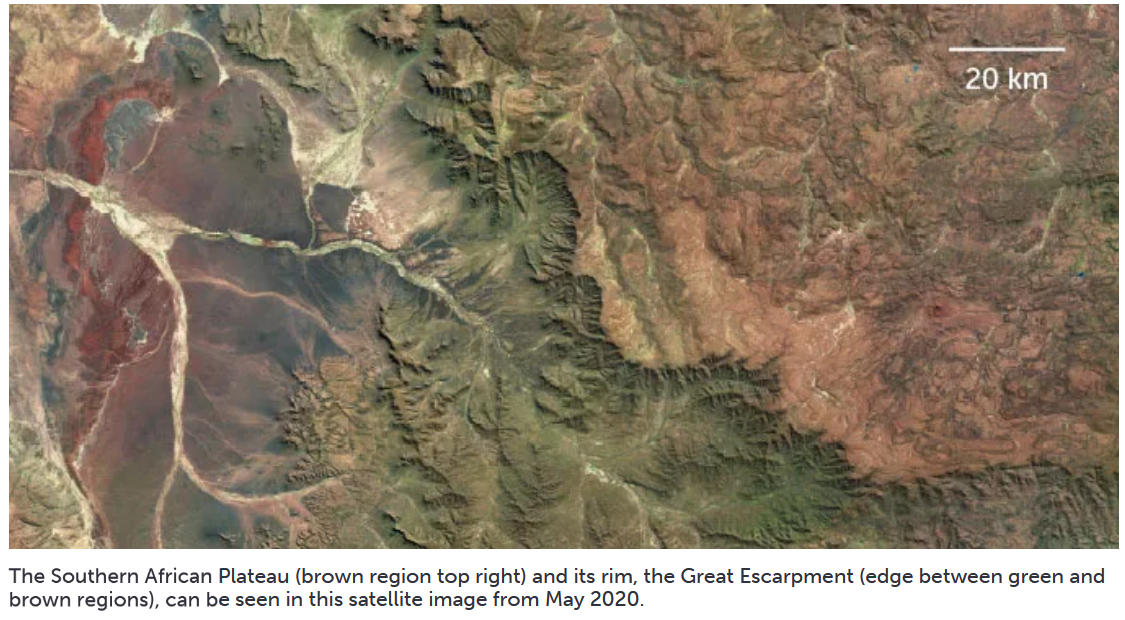 20 km
The Southern African Plateau (brown region top right) and its rim, the Great Escarpment (edge between green and
brown regions), can be seen in this satellite image from May 2020.